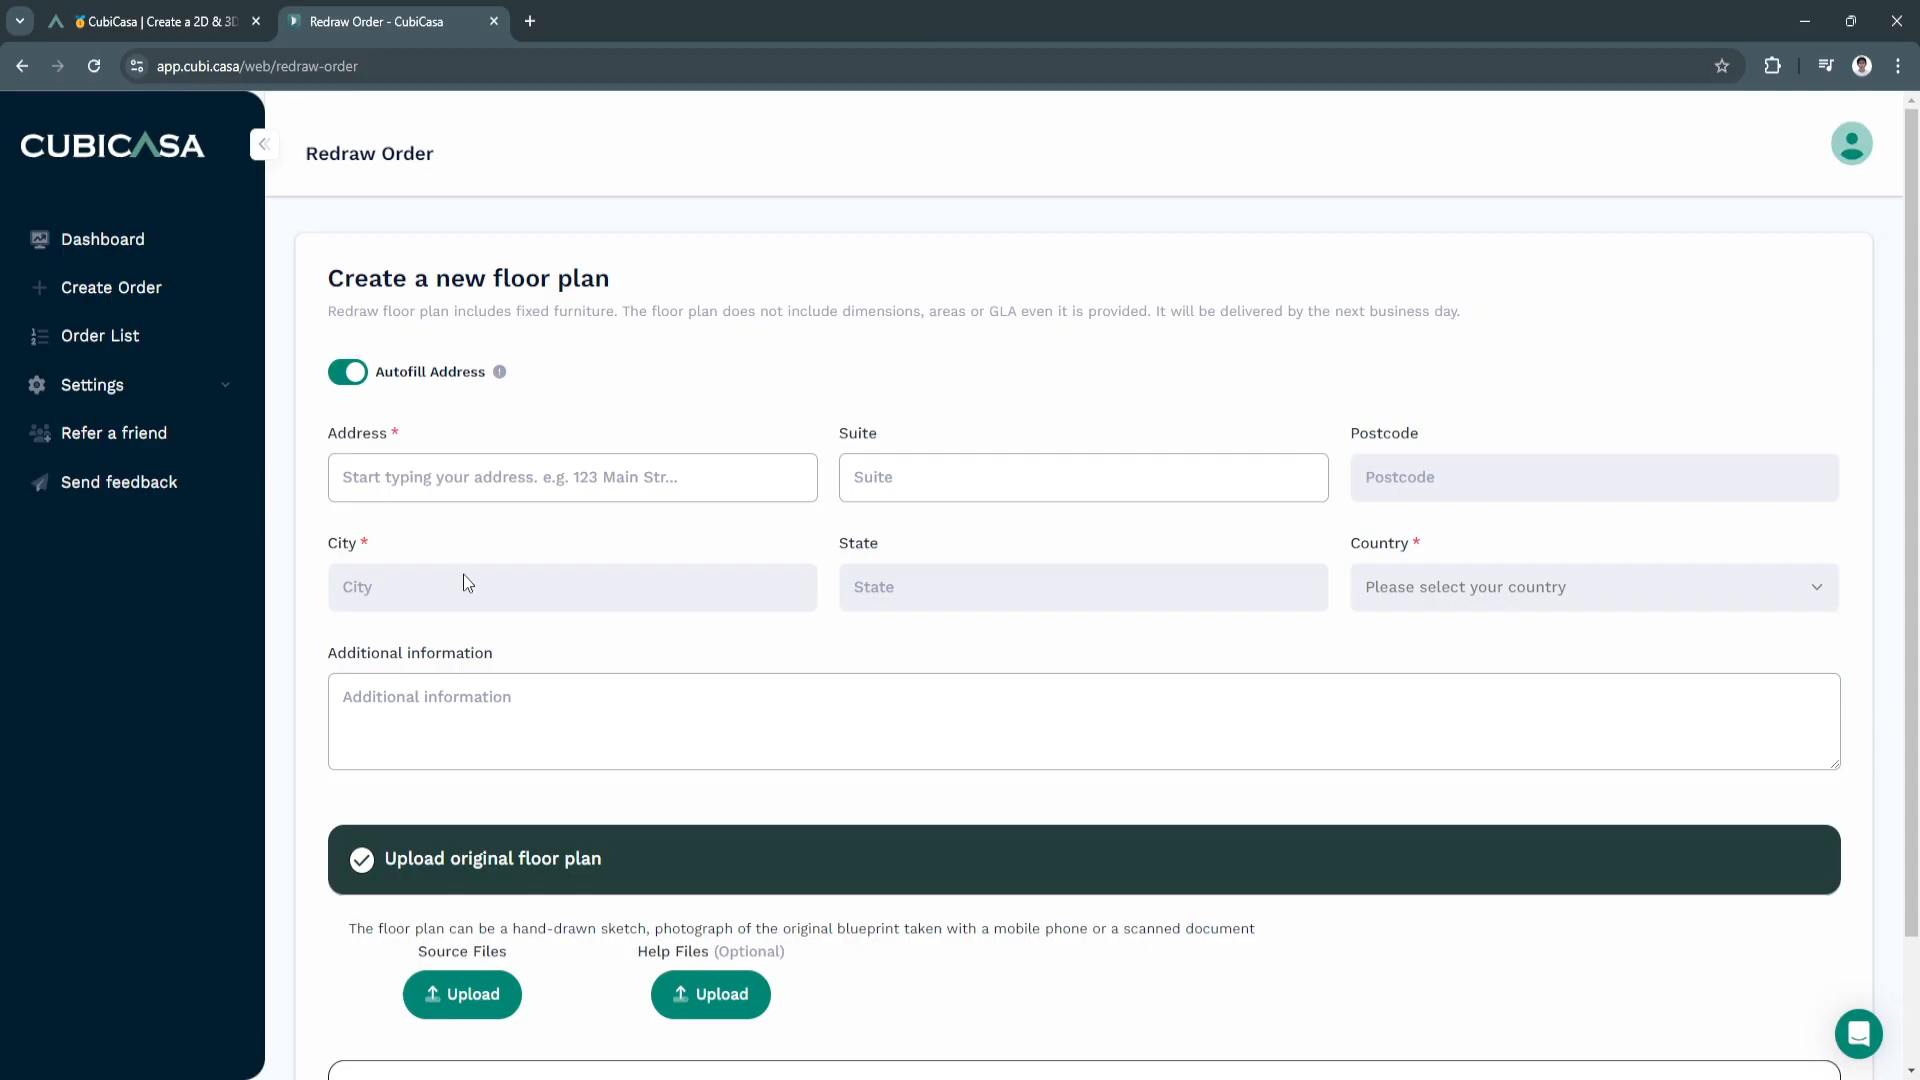 CubiCasa | Create a 2D & 3D
Redraw Order - CubiCasa
app.cubi.casa/web/redraw-order
CUBICASA
Redraw Order
Dashboard
Create Order
Order List
Settings
Refer a friend
Send feedback
Create a new floor plan
Redraw floor plan includes fixed furniture. The floor plan does not include dimensions, areas or GLA even it is provided. It will be delivered by the next business day.
Autofill Address
Address * Suite Postcode
Start typing your address. e.g. 123 Main Str... Suite Postcode
City * State Country *
City State Please select your country
Additional information
Additional information
Upload original floor plan
The floor plan can be a hand-drawn sketch, photograph of the original blueprint taken with a mobile phone or a scanned document
Source Files Help Files (Optional)
Upload Upload